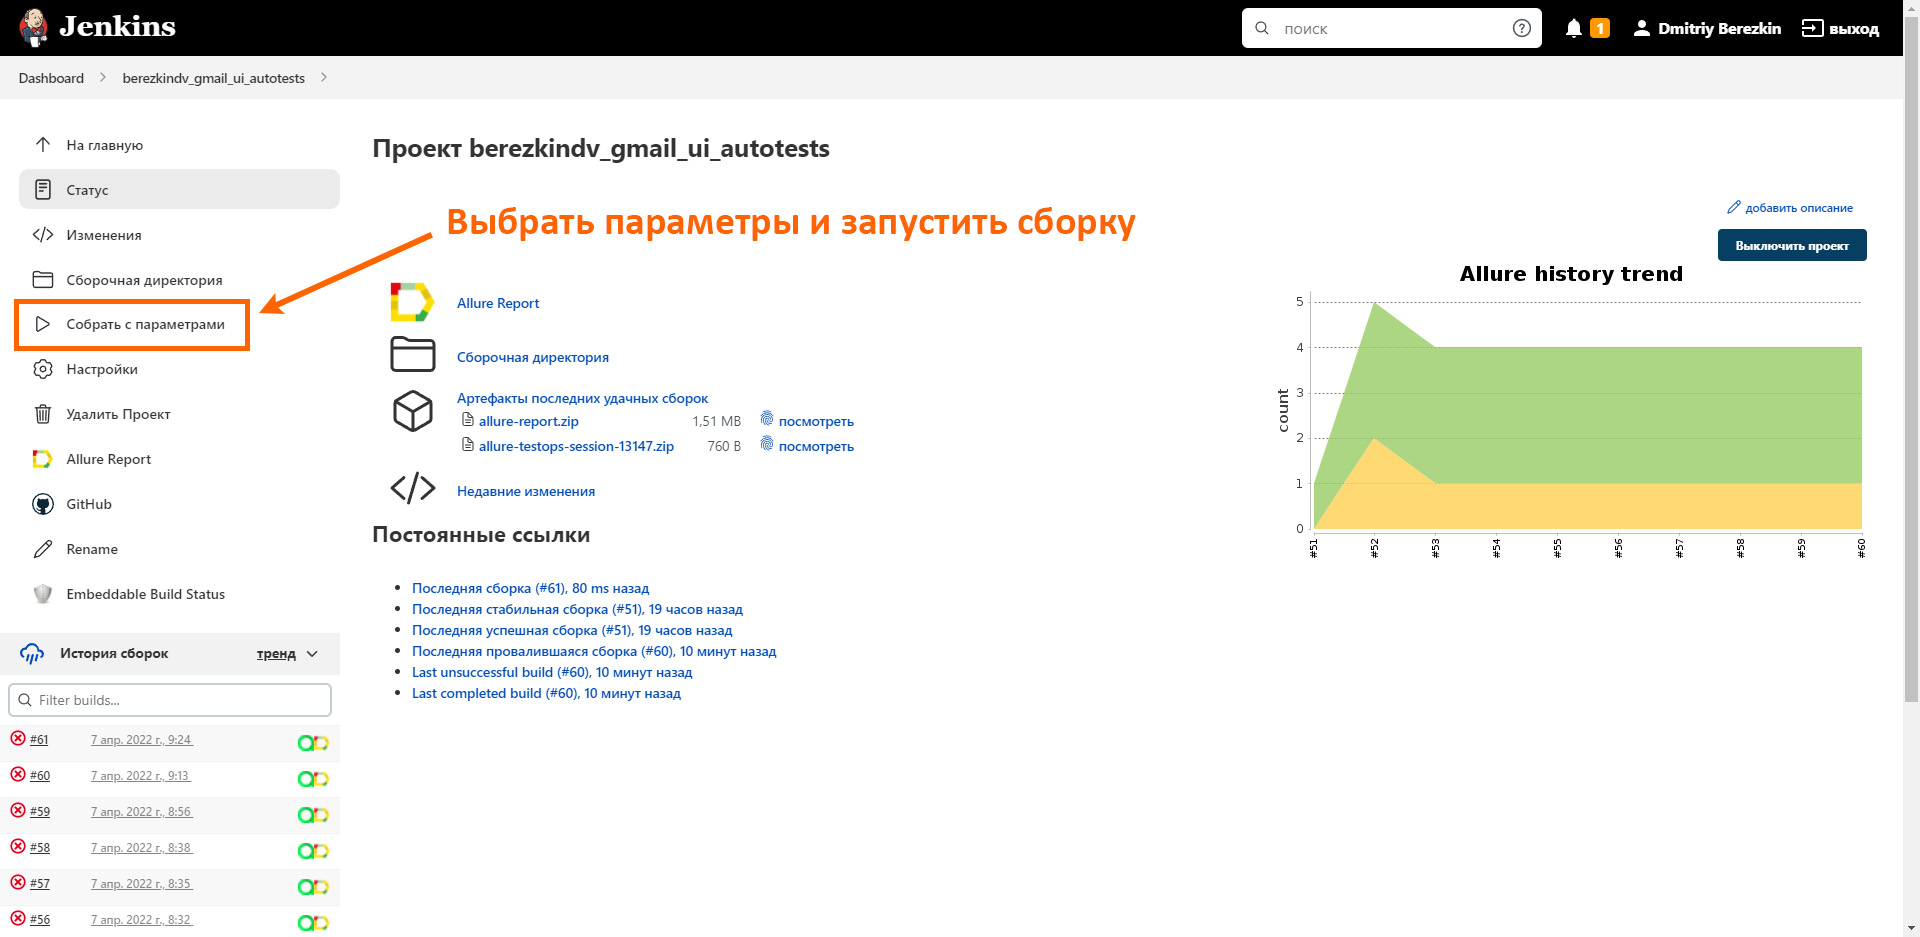 Jenkins
поиск
1
Dmitriy Berezkin
выход
Dashboard
berezkindv_gmail_ui_autotests
На главную
Статус
Изменения
Сборочная директория
Собрать с параметрами
Настройки
Удалить Проект
Allure Report
GitHub
Rename
Embeddable Build Status
История сборок
тренд
Filter builds...
#61 7 апр. 2022 г., 9:24
#60 7 апр. 2022 г., 9:13
#59 7 апр. 2022 г., 8:56
#58 7 апр. 2022 г., 8:38
#57 7 апр. 2022 г., 8:35
#56 7 апр. 2022 г., 8:32
Проект berezkindv_gmail_ui_autotests
Выбрать параметры и запустить сборку
Allure Report
Сборочная директория
Артефакты последних удачных сборок
allure-report.zip 1,51 MB посмотреть
allure-testops-session-13147.zip 760 B посмотреть
Недавние изменения
Постоянные ссылки
Последняя сборка (#61), 80 ms назад
Последняя стабильная сборка (#51), 19 часов назад
Последняя успешная сборка (#51), 19 часов назад
Последняя провалившаяся сборка (#60), 10 минут назад
Last unsuccessful build (#60), 10 минут назад
Last completed build (#60), 10 минут назад
добавить описание
Выключить проект
Allure history trend
count
5
4
3
2
1
0
#51 #52 #53 #54 #55 #56 #57 #58 #59 #60